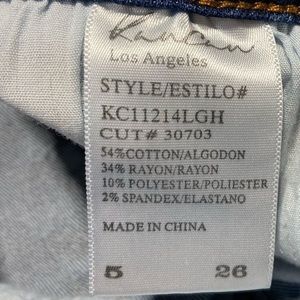 KanCan
Los Angeles
STYLE/ESTILO#
KC11214LGH
CUT# 30703
54%COTTON/ALGODON
34% RAYON/RAYON
10% POLYESTER/POLIESTER
2% SPANDEX/ELASTANO
MADE IN CHINA
5 26